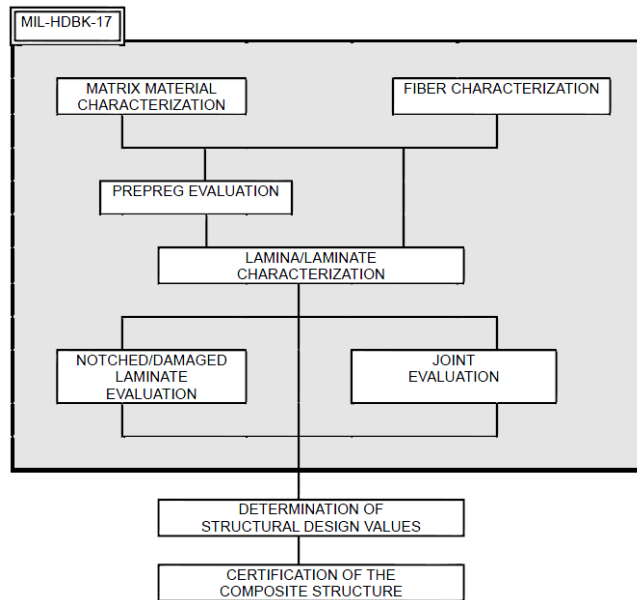 MIL-HDBK-17
MATRIX MATERIAL
CHARACTERIZATION
FIBER CHARACTERIZATION
PREPREG EVALUATION
LAMINA/LAMINATE
CHARACTERIZATION
NOTCHED/DAMAGED
LAMINATE
EVALUATION
JOINT
EVALUATION
DETERMINATION OF
STRUCTURAL DESIGN VALUES
CERTIFICATION OF THE
COMPOSITE STRUCTURE